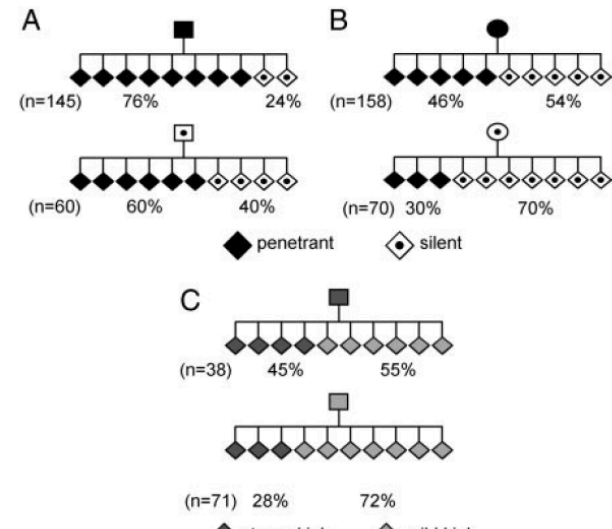 A
B
(n=145) 76% 24%
(n=158) 46% 54%
(n=60) 60% 40%
(n=70) 30% 70%
penetrant silent
C
(n=38) 45% 55%
(n=71) 28% 72%